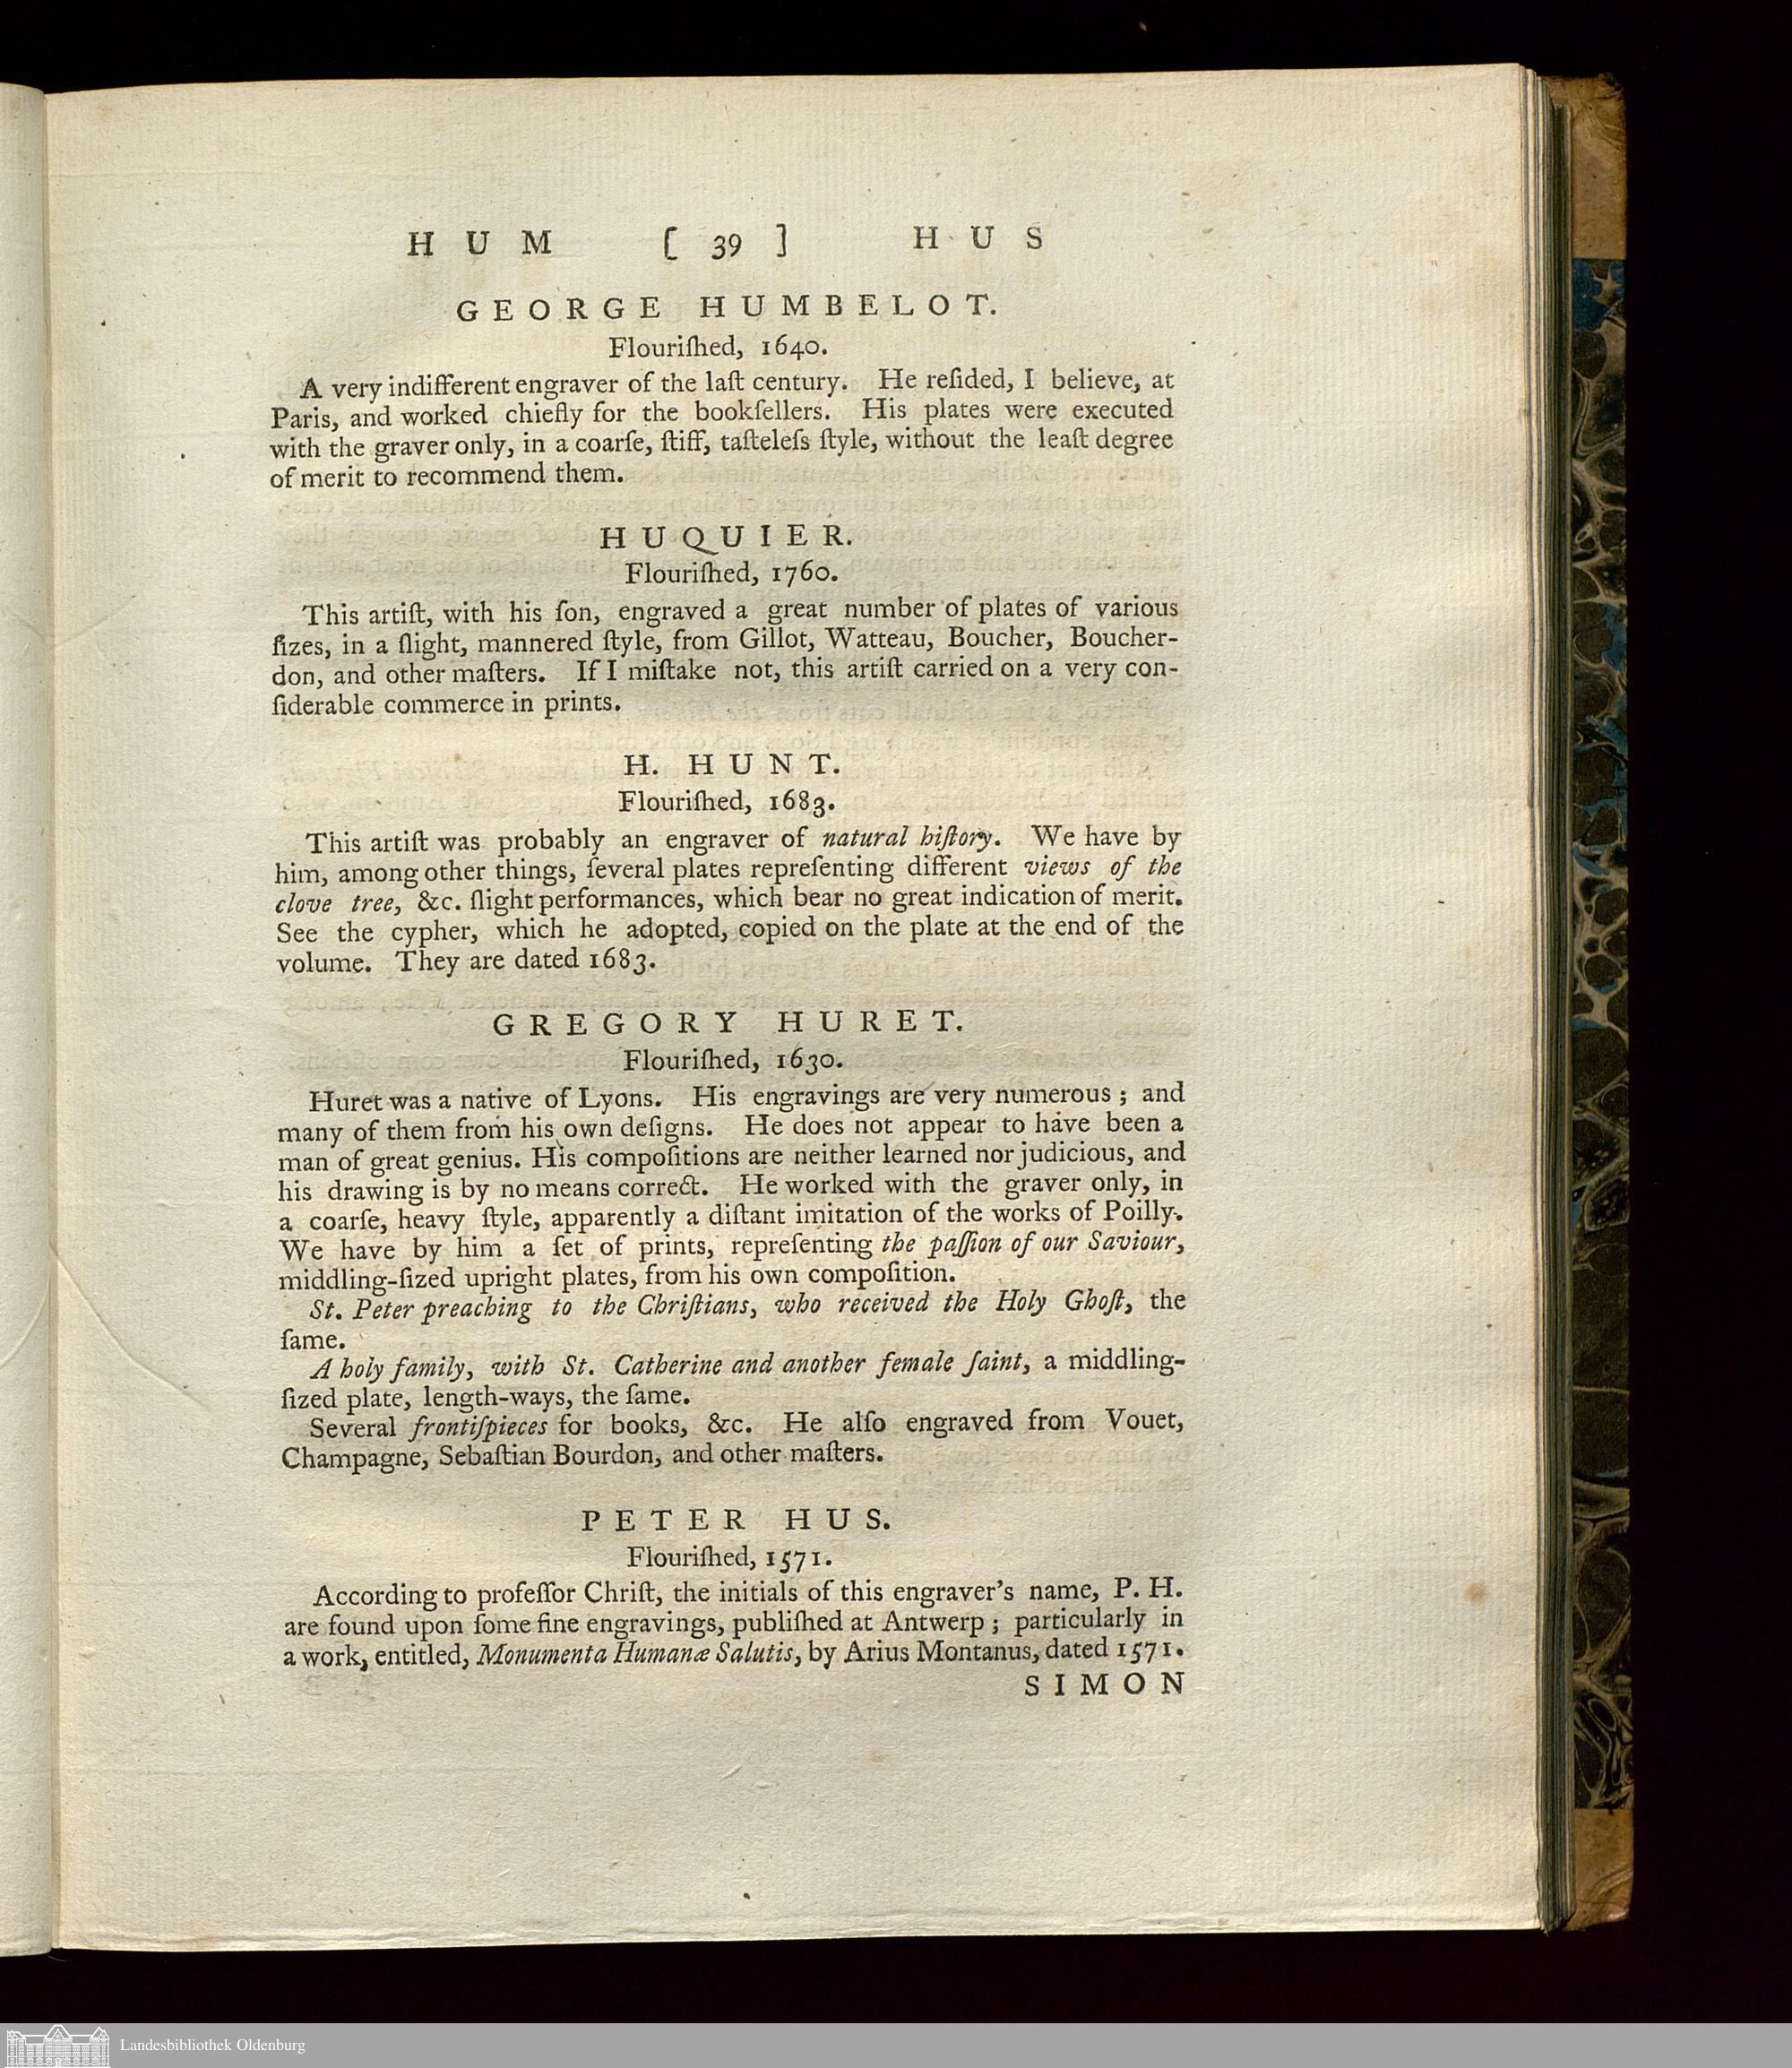 HUM [ 39 ] HUS
GEORGE HUMBELOT.
Flouriſhed, 1640.
A very indifferent engraver of the laſt century. He reſided, I believe, at
Paris, and worked chiefly for the bookſellers. His plates were executed
with the graver only, in a coarſe, ſtiff, taſteleſs ſtyle, without the leaſt degree
of merit to recommend them.
HUQUIER.
Flouriſhed, 1760.
This artiſt, with his ſon, engraved a great number of plates of various
ſizes, in a ſlight, mannered ſtyle, from Gillot, Watteau, Boucher, Boucher-
don, and other maſters. If I miſtake not, this artiſt carried on a very con-
ſiderable commerce in prints.
H. HUNT.
Flouriſhed, 1683.
This artiſt was probably an engraver of natural hiſtory. We have by
him, among other things, ſeveral plates repreſenting different views of the
clove tree, &c. ſlight performances, which bear no great indication of merit.
See the cypher, which he adopted, copied on the plate at the end of the
volume. They are dated 1683.
GREGORY HURET.
Flouriſhed, 1630.
Huret was a native of Lyons. His engravings are very numerous ; and
many of them from his own deſigns. He does not appear to have been a
man of great genius. His compoſitions are neither learned nor judicious, and
his drawing is by no means correct. He worked with the graver only, in
a coarſe, heavy ſtyle, apparently a diſtant imitation of the works of Poilly.
We have by him a ſet of prints, repreſenting the paſſion of our Saviour,
middling-ſized upright plates, from his own compoſition.
St. Peter preaching to the Chriſtians, who received the Holy Ghoſt, the
ſame.
A holy family, with St. Catherine and another female ſaint, a middling-
ſized plate, length-ways, the ſame.
Several frontiſpieces for books, &c. He alſo engraved from Vouet,
Champagne, Sebaſtian Bourdon, and other maſters.
PETER HUS.
Flouriſhed, 1571.
According to profeſſor Chriſt, the initials of this engraver's name, P. H.
are found upon ſome fine engravings, publiſhed at Antwerp ; particularly in
a work, entitled, Monumenta Humanæ Salutis, by Arius Montanus, dated 1571.
SIMON
Landesbibliothek Oldenburg